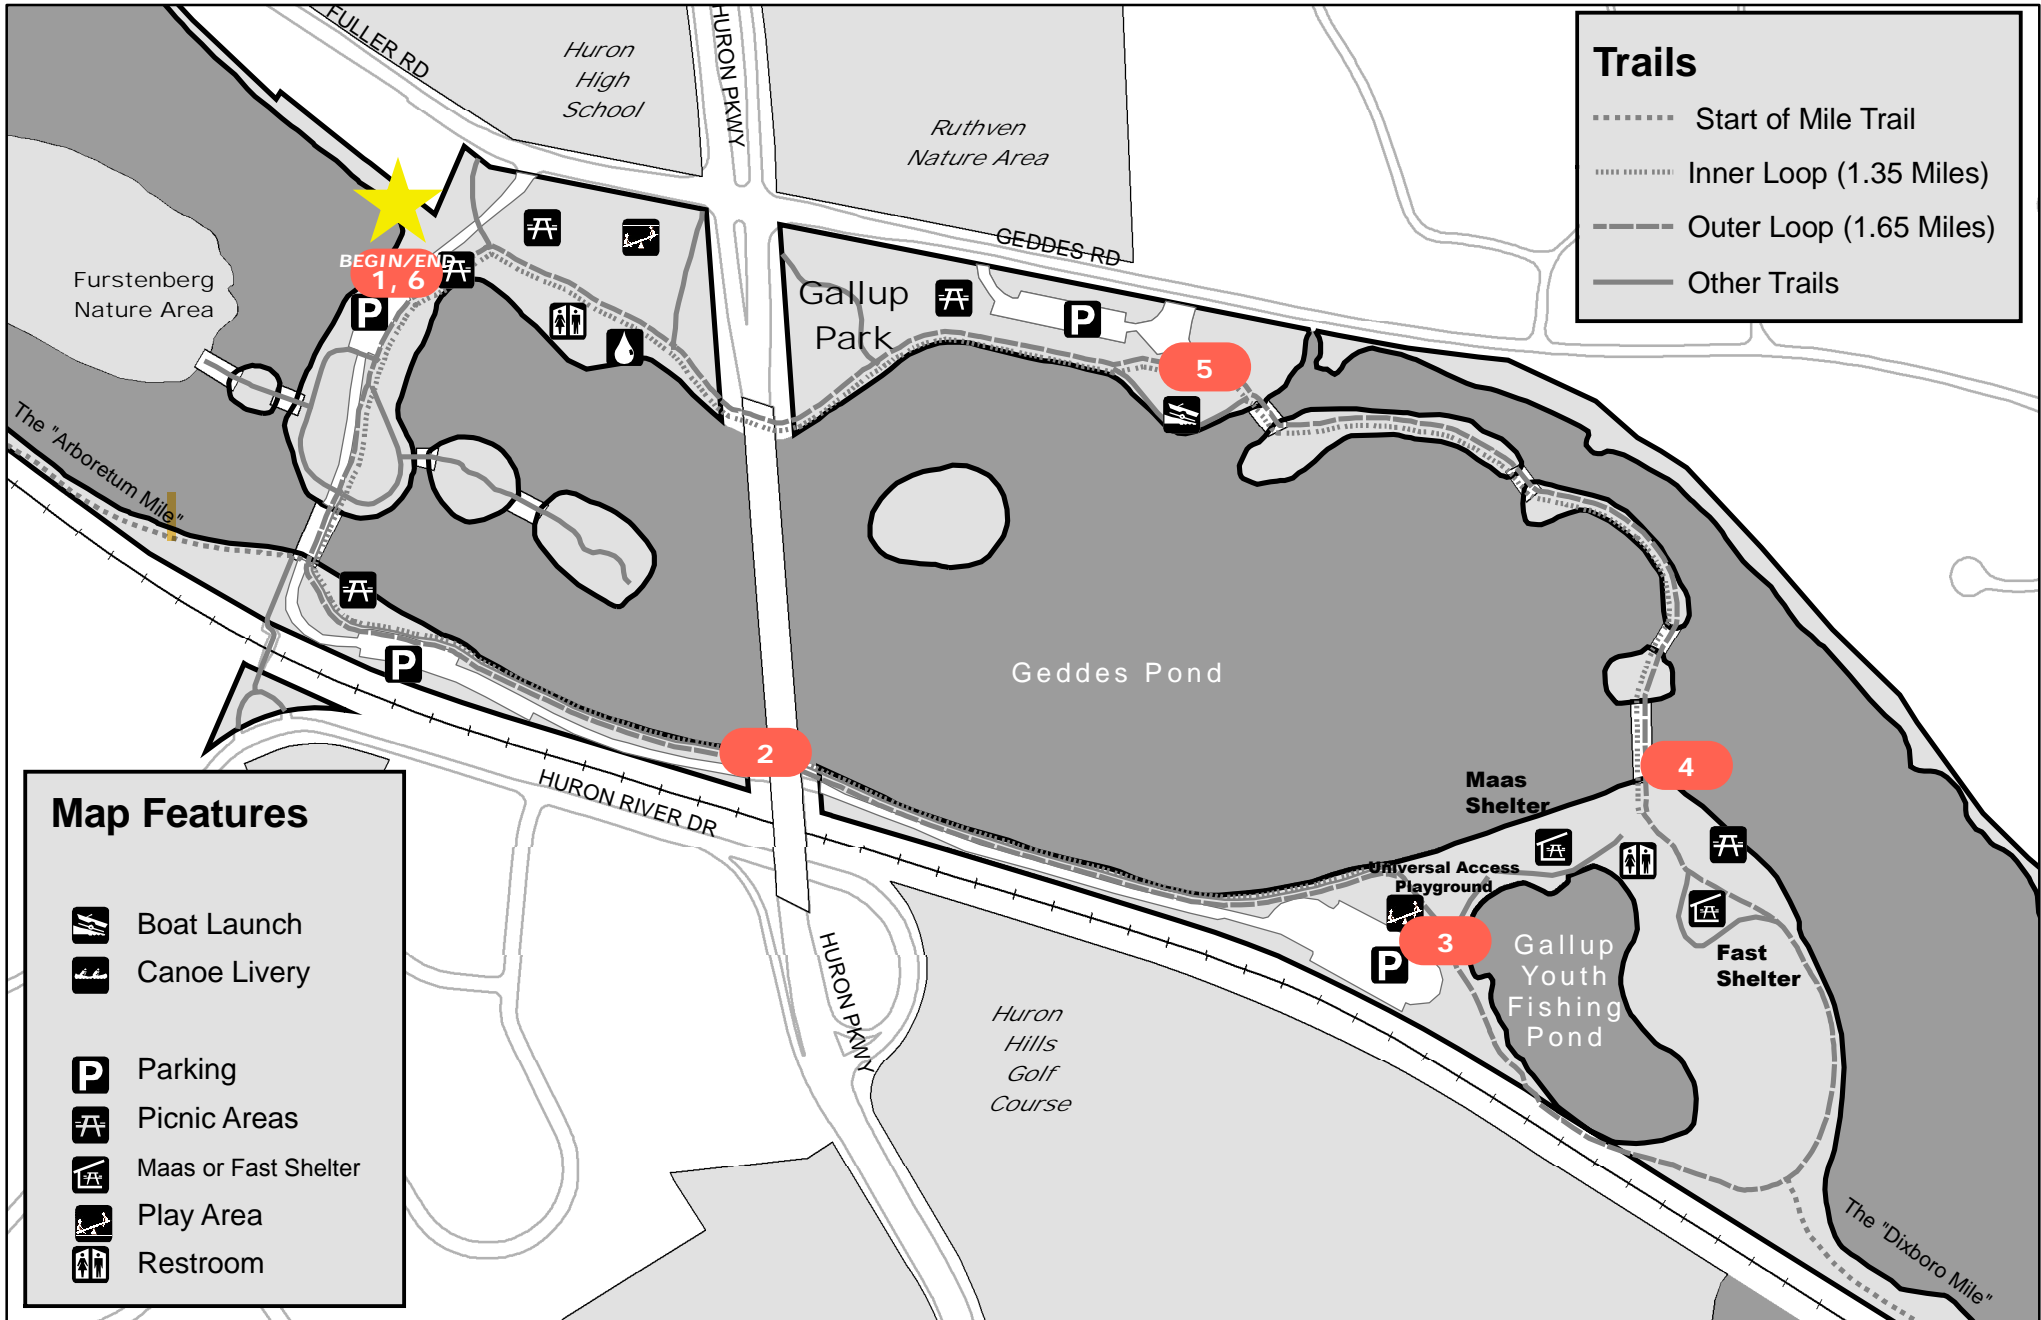 FULLER RD
HURON PKWY
Huron
High
School
Ruthven
Nature Area
GEDDES RD
Trails
Start of Mile Trail
Inner Loop (1.35 Miles)
Outer Loop (1.65 Miles)
Other Trails
BEGIN/END
1, 6
P
Furstenberg
Nature Area
Gallup
Park
P
5
The "Arboretum Mile"
P
Geddes Pond
2
4
HURON RIVER DR
Maas
Shelter
Universal Access
Playground
3
P
Gallup
Youth
Fishing
Pond
Fast
Shelter
HURON PKWY
Huron
Hills
Golf
Course
The "Dixboro Mile"
Map Features
Boat Launch
Canoe Livery
P Parking
Picnic Areas
Maas or Fast Shelter
Play Area
Restroom